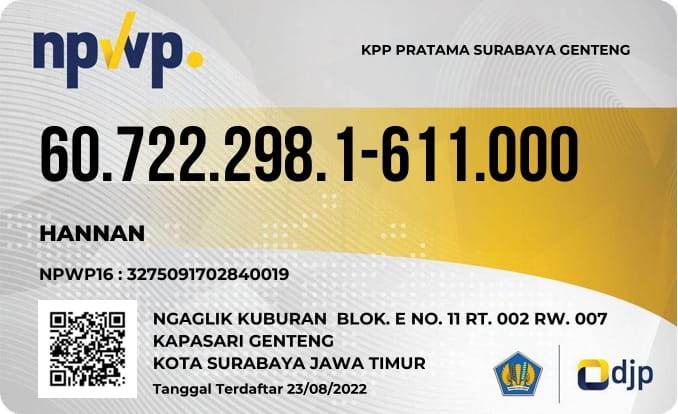 npwp.
KPP PRATAMA SURABAYA GENTENG
60.722.298.1-611.000
HANNAN
NPWP16 : 3275091702840019
NGAGLIK KUBURAN BLOK. E NO. 11 RT. 002 RW. 007
KAPASARI GENTENG
KOTA SURABAYA JAWA TIMUR
Tanggal Terdaftar 23/08/2022
djp